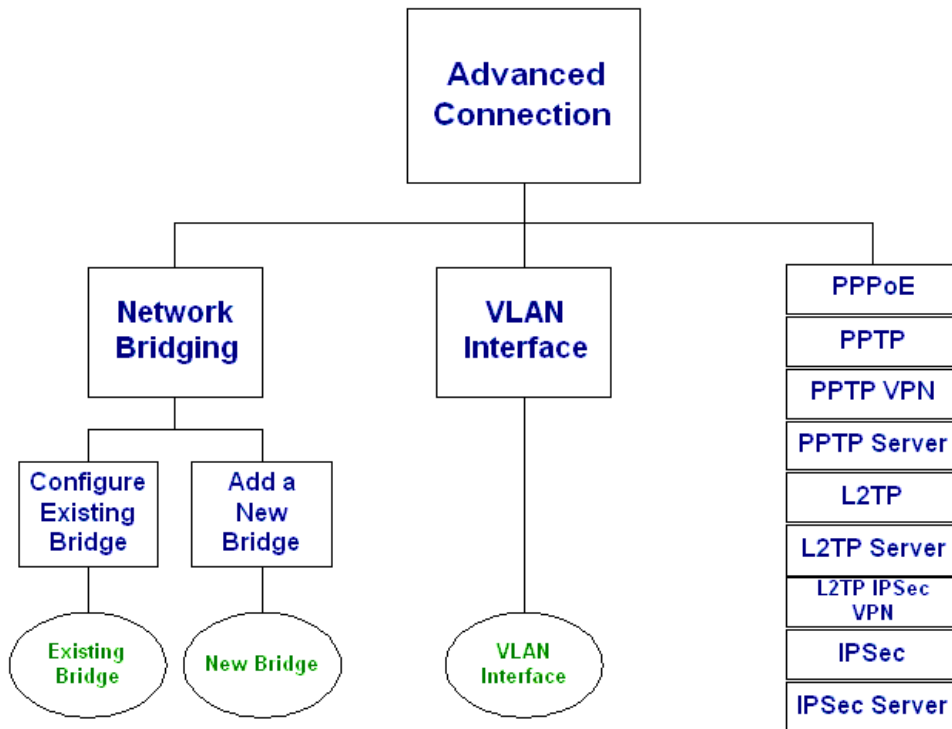 Advanced
Connection
Network
Bridging
VLAN
Interface
PPPoE
PPTP
PPTP VPN
PPTP Server
L2TP
L2TP Server
L2TP IPSec
VPN
IPSec
IPSec Server
Configure
Existing
Bridge
Add a
New
Bridge
Existing
Bridge
New Bridge
VLAN
Interface